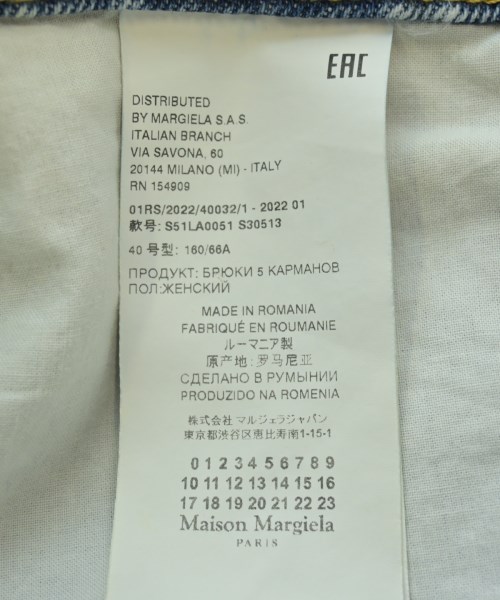 EAC
DISTRIBUTED
BY MARGIELA S.A.S.
ITALIAN BRANCH
VIA SAVONA, 60
20144 MILANO (MI) - ITALY
RN 154909
01RS/2022/40032/1 - 2022 01
款号: S51LA0051 S30513
40 号型: 160/66A
ПРОДУКТ: БРЮКИ 5 КАРМАНОВ
ПОЛ:ЖЕНСКИЙ
MADE IN ROMANIA
FABRIQUÉ EN ROUMANIE
ルーマニア製
原产地: 罗马尼亚
СДЕЛАНО В РУМЫНИИ
PRODUZIDO NA ROMENIA
株式会社 マルジェラジャパン
東京都渋谷区恵比寿南1-15-1
0 1 2 3 4 5 6 7 8 9
10 11 12 13 14 15 16
17 18 19 20 21 22 23
Maison Margiela
PARIS